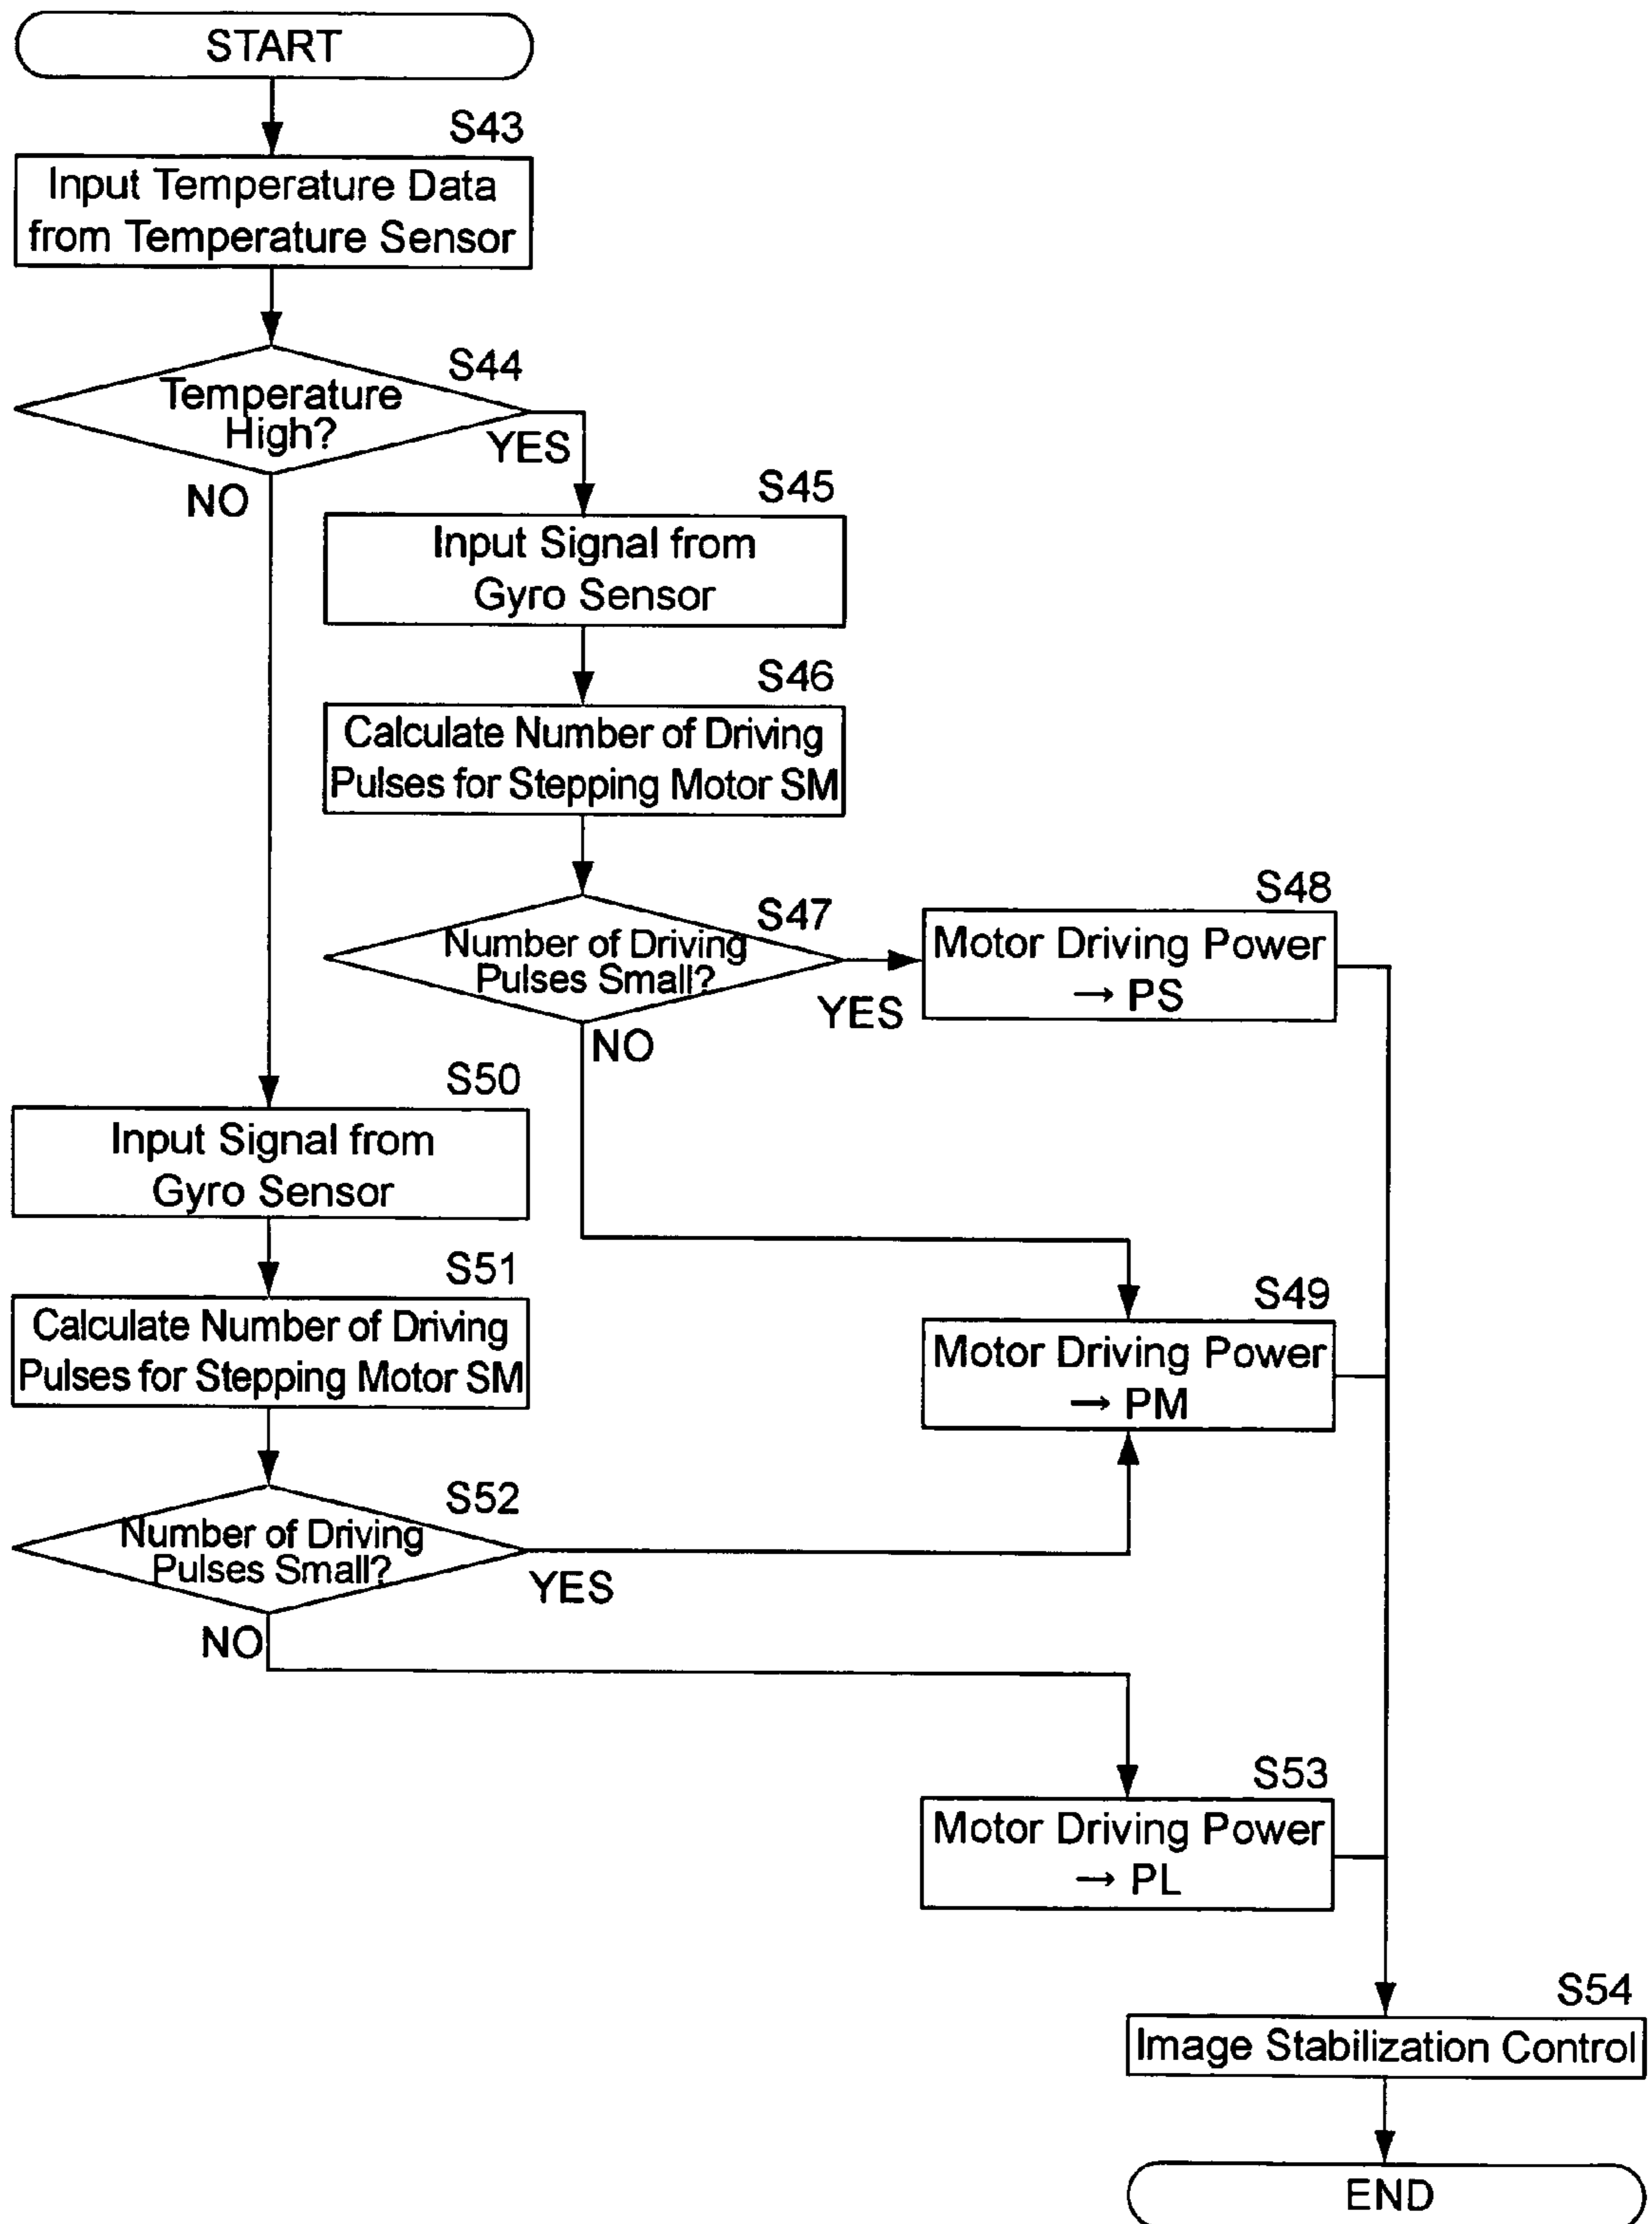 START
S43
Input Temperature Data
from Temperature Sensor
S44
Temperature
High?
YES
NO
S45
Input Signal from
Gyro Sensor
S46
Calculate Number of Driving
Pulses for Stepping Motor SM
S47
Number of Driving
Pulses Small?
YES
NO
S48
Motor Driving Power
→ PS
S50
Input Signal from
Gyro Sensor
S51
Calculate Number of Driving
Pulses for Stepping Motor SM
S49
Motor Driving Power
→ PM
S52
Number of Driving
Pulses Small?
YES
NO
S53
Motor Driving Power
→ PL
S54
Image Stabilization Control
END